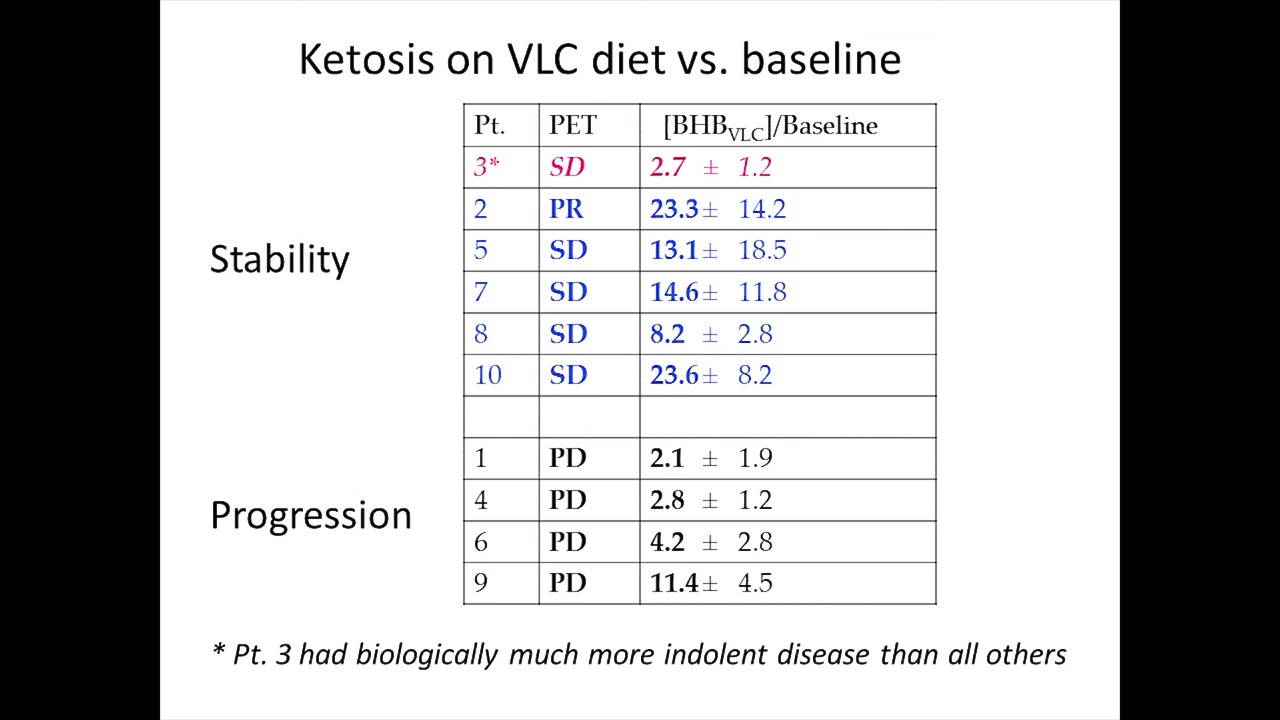 Ketosis on VLC diet vs. baseline
Pt. PET [BHBVLC]/Baseline
3* SD 2.7 ± 1.2
2 PR 23.3 ± 14.2
Stability
5 SD 13.1 ± 18.5
7 SD 14.6 ± 11.8
8 SD 8.2 ± 2.8
10 SD 23.6 ± 8.2
1 PD 2.1 ± 1.9
4 PD 2.8 ± 1.2
Progression
6 PD 4.2 ± 2.8
9 PD 11.4 ± 4.5
* Pt. 3 had biologically much more indolent disease than all others